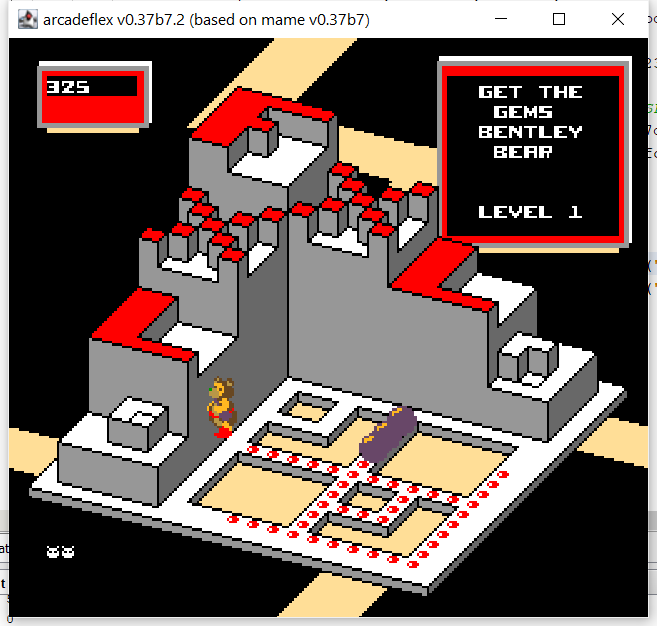 arcadeflex v0.37b7.2 (based on mame v0.37b7)
325
GET THE
GEMS
BENTLEY
BEAR
LEVEL 1